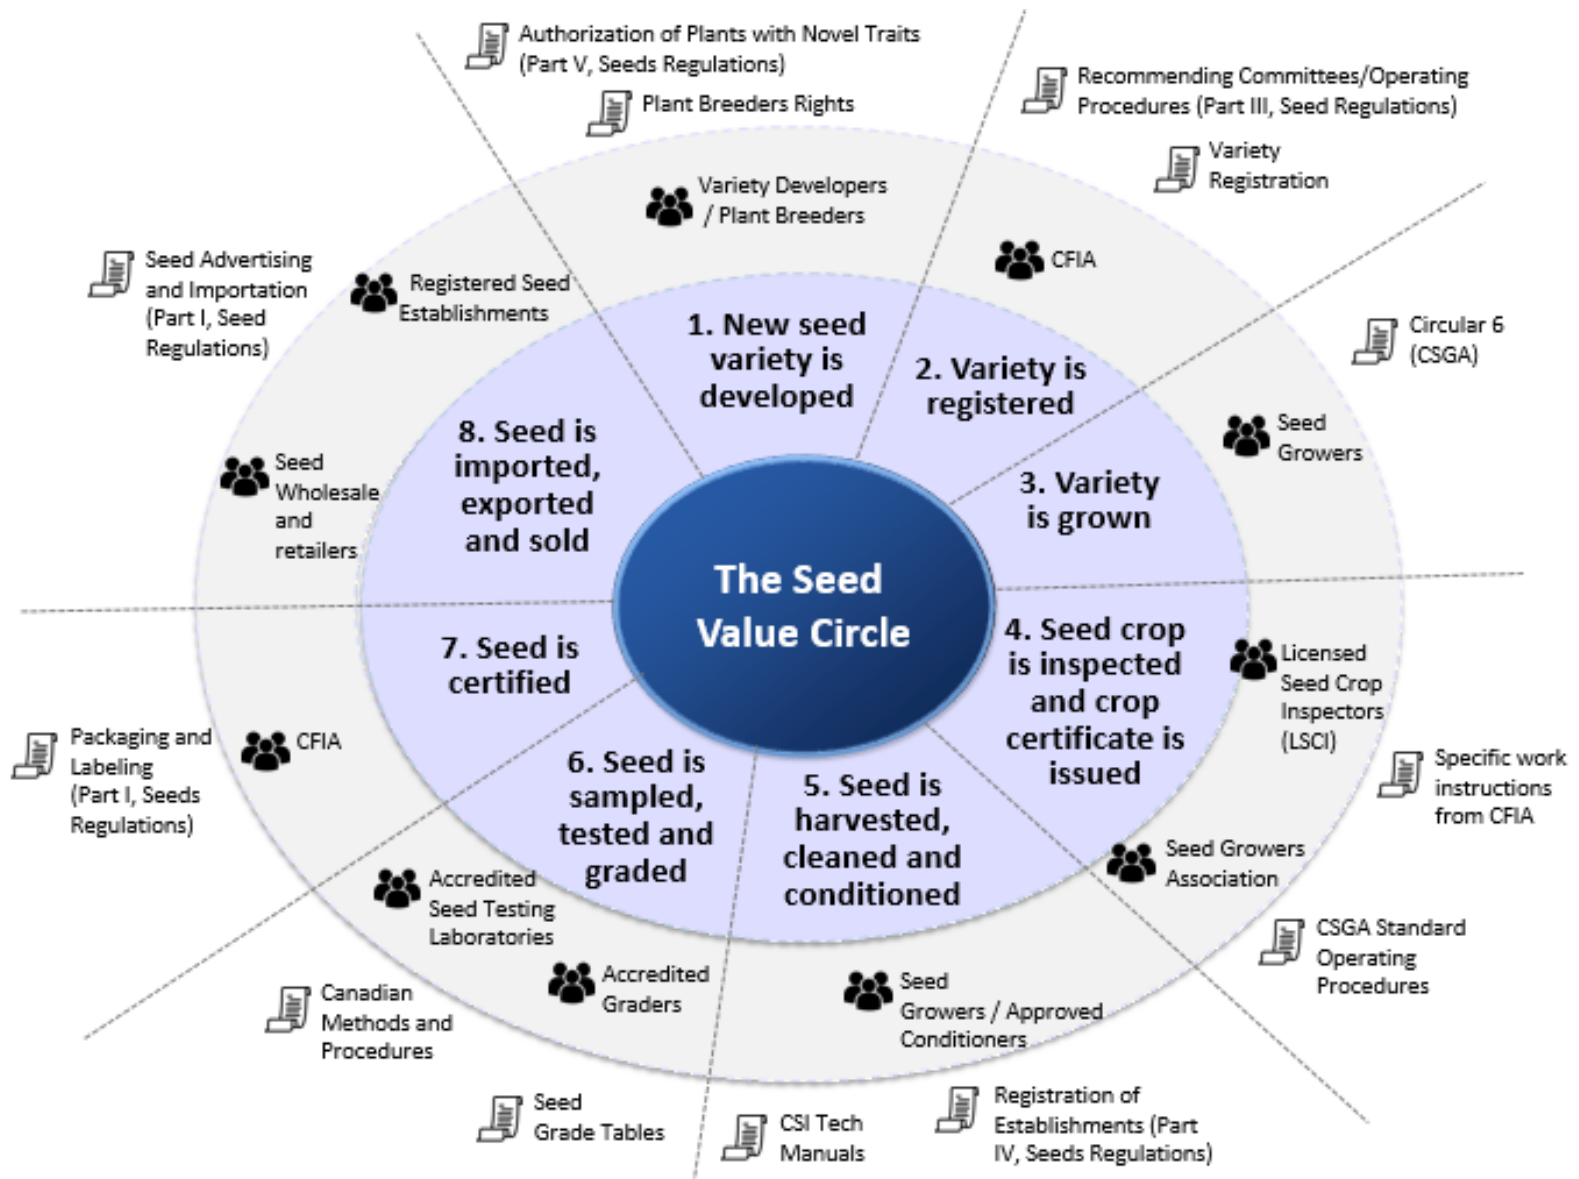 Authorization of Plants with Novel Traits
(Part V, Seeds Regulations)
Plant Breeders Rights
Variety Developers
/ Plant Breeders
1. New seed
variety is
developed
Recommending Committees/Operating
Procedures (Part III, Seed Regulations)
Variety
Registration
CFIA
2. Variety is
registered
Circular 6
(CSGA)
Seed
Growers
3. Variety
is grown
4. Seed crop
is inspected
and crop
certificate is
issued
Licensed
Seed Crop
Inspectors
(LSCI)
Specific work
instructions
from CFIA
Seed Growers
Association
CSGA Standard
Operating
Procedures
5. Seed is
harvested,
cleaned and
conditioned
Seed
Growers / Approved
Conditioners
Registration of
Establishments (Part
IV, Seeds Regulations)
CSI Tech
Manuals
6. Seed is
sampled,
tested and
graded
Accredited
Seed Testing
Laboratories
Accredited
Graders
Canadian
Methods and
Procedures
Seed
Grade Tables
7. Seed is
certified
CFIA
Packaging and
Labeling
(Part I, Seeds
Regulations)
8. Seed is
imported,
exported
and sold
Registered Seed
Establishments
Seed
Wholesale
and
retailers
Seed Advertising
and Importation
(Part I, Seed
Regulations)
The Seed
Value Circle